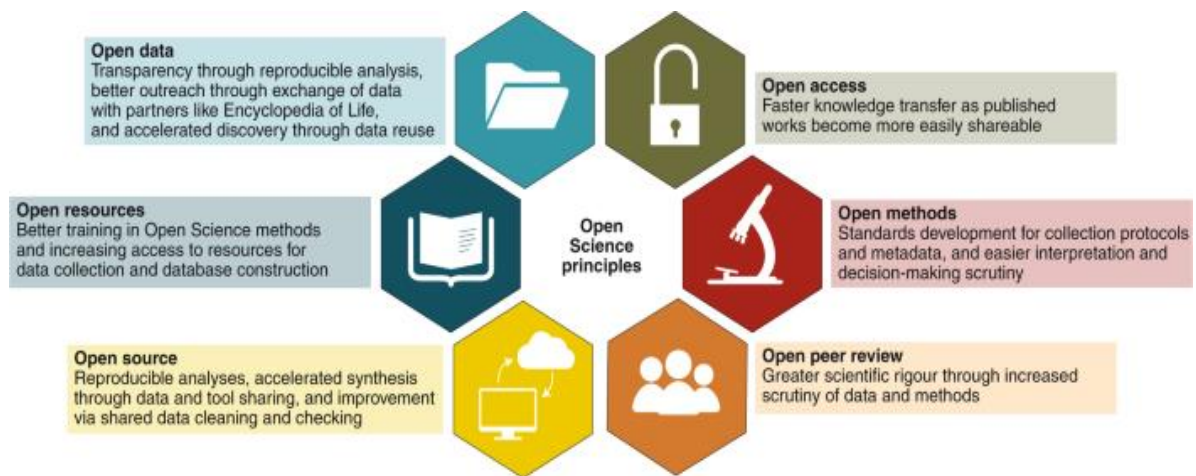 Open data
Transparency through reproducible analysis,
better outreach through exchange of data
with partners like Encyclopedia of Life,
and accelerated discovery through data reuse
Open access
Faster knowledge transfer as published
works become more easily shareable
Open resources
Better training in Open Science methods
and increasing access to resources for
data collection and database construction
Open
Science
principles
Open methods
Standards development for collection protocols
and metadata, and easier interpretation and
decision-making scrutiny
Open source
Reproducible analyses, accelerated synthesis
through data and tool sharing, and improvement
via shared data cleaning and checking
Open peer review
Greater scientific rigour through increased
scrutiny of data and methods